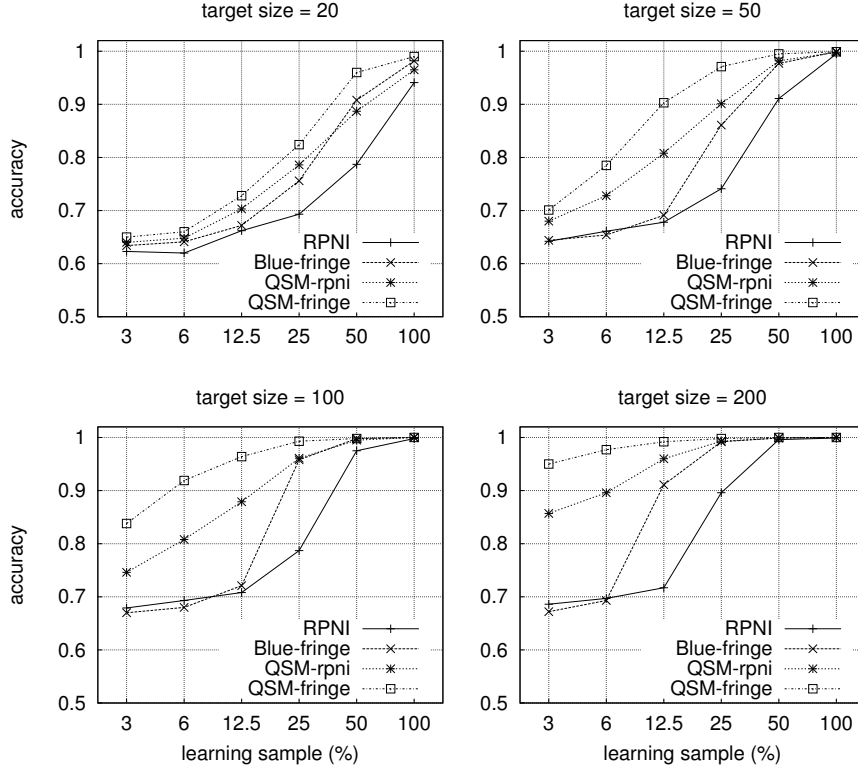 target size = 20
1
0.9
0.8
0.7
0.6
0.5
accuracy
3 6 12.5 25 50 100
RPNI
Blue-fringe
QSM-rpni
QSM-fringe
target size = 50
1
0.9
0.8
0.7
0.6
0.5
3 6 12.5 25 50 100
RPNI
Blue-fringe
QSM-rpni
QSM-fringe
target size = 100
1
0.9
0.8
0.7
0.6
0.5
accuracy
3 6 12.5 25 50 100
learning sample (%)
RPNI
Blue-fringe
QSM-rpni
QSM-fringe
target size = 200
1
0.9
0.8
0.7
0.6
0.5
3 6 12.5 25 50 100
learning sample (%)
RPNI
Blue-fringe
QSM-rpni
QSM-fringe